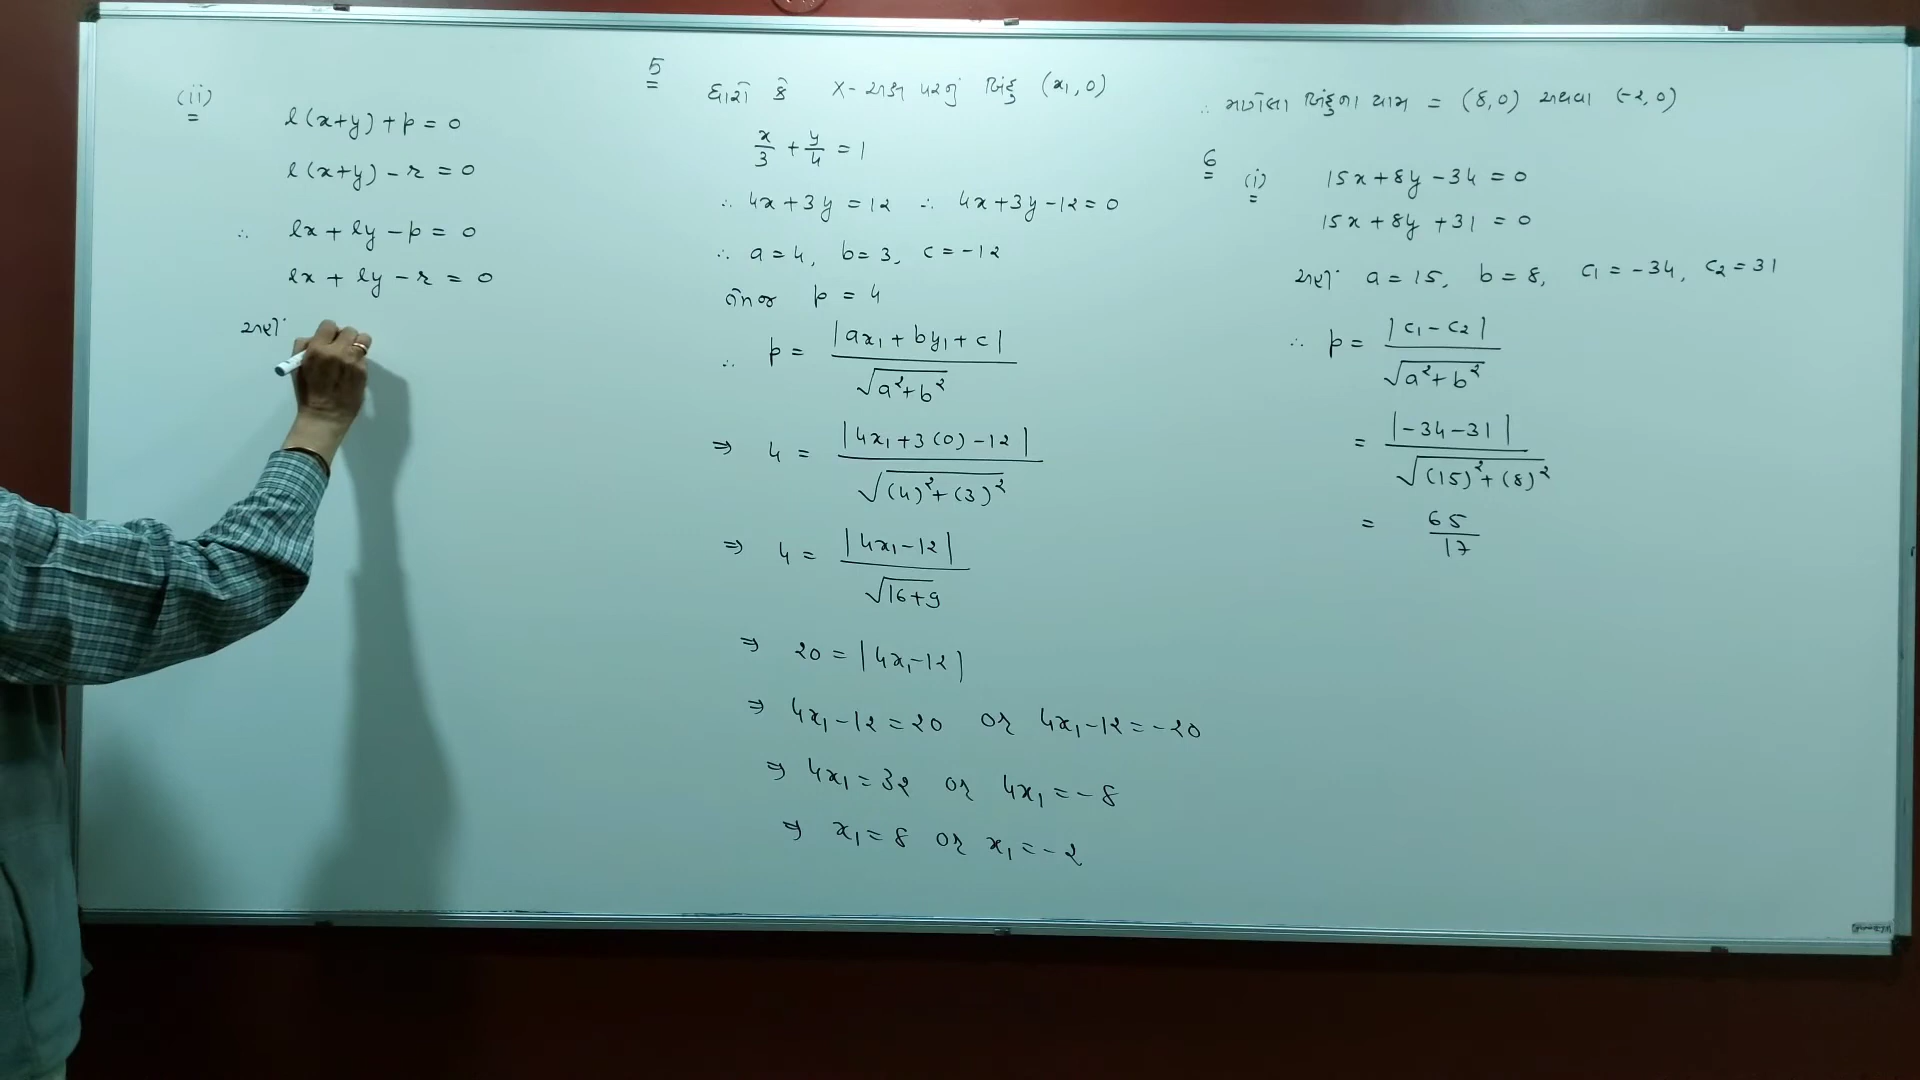 (ii)
l(x+y)+p = 0
l(x+y)-r = 0
∴ lx+ly-p = 0
lx+ly-r = 0
અહીં
5
ધારો કે x-અક્ષ પરનું બિંદુ (x₁,0)
x/3 + y/4 = 1
∴ 4x+3y = 12 ∴ 4x+3y-12 = 0
∴ a = 4, b = 3, c = -12
તેમજ p = 4
∴ p = |ax₁+by₁+c| / √(a²+b²)
⇒ 4 = |4x₁+3(0)-12| / √((4)²+(3)²)
⇒ 4 = |4x₁-12| / √(16+9)
⇒ 20 = |4x₁-12|
⇒ 4x₁-12 = 20 or 4x₁-12 = -20
⇒ 4x₁ = 32 or 4x₁ = -8
⇒ x₁ = 8 or x₁ = -2
∴ માગેલા બિંદુના યામ = (8,0) અથવા (-2,0)
6 (i) 15x+8y-34 = 0
15x+8y+31 = 0
અહીં a = 15, b = 8, c₁ = -34, c₂ = 31
∴ p = |c₁-c₂| / √(a²+b²)
= |-34-31| / √((15)²+(8)²)
= 65/17